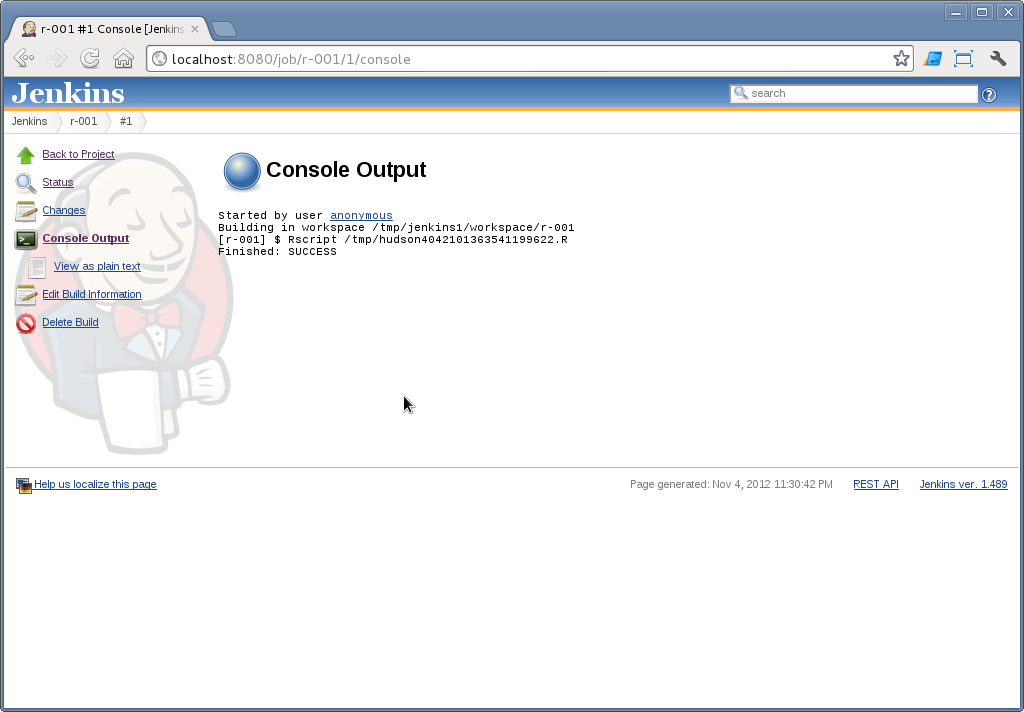 r-001 #1 Console [Jenkins
localhost:8080/job/r-001/1/console
Jenkins
search
?
Jenkins r-001 #1
Back to Project
Status
Changes
Console Output
View as plain text
Edit Build Information
Delete Build
Console Output
Started by user anonymous
Building in workspace /tmp/jenkins1/workspace/r-001
[r-001] $ Rscript /tmp/hudson4042101363541199622.R
Finished: SUCCESS
Help us localize this page
Page generated: Nov 4, 2012 11:30:42 PM REST API Jenkins ver. 1.489